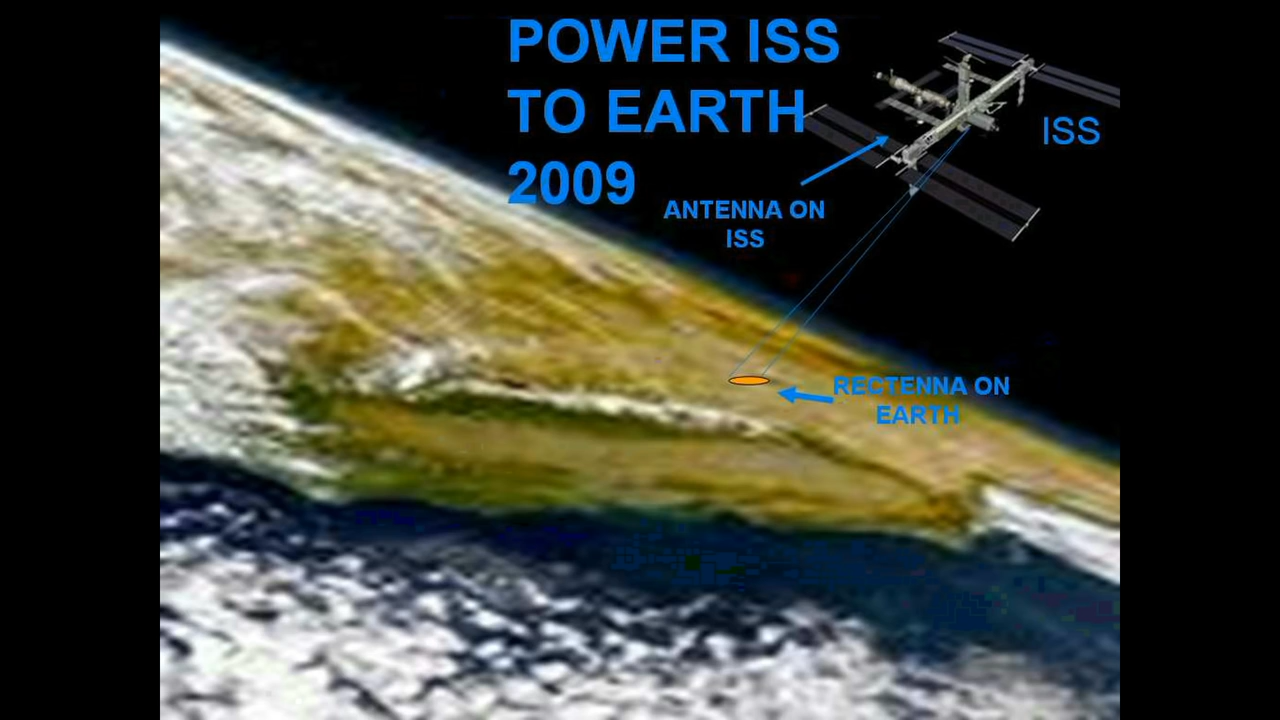 POWER ISS
TO EARTH
2009
ISS
ANTENNA ON
ISS
RECTENNA ON
EARTH